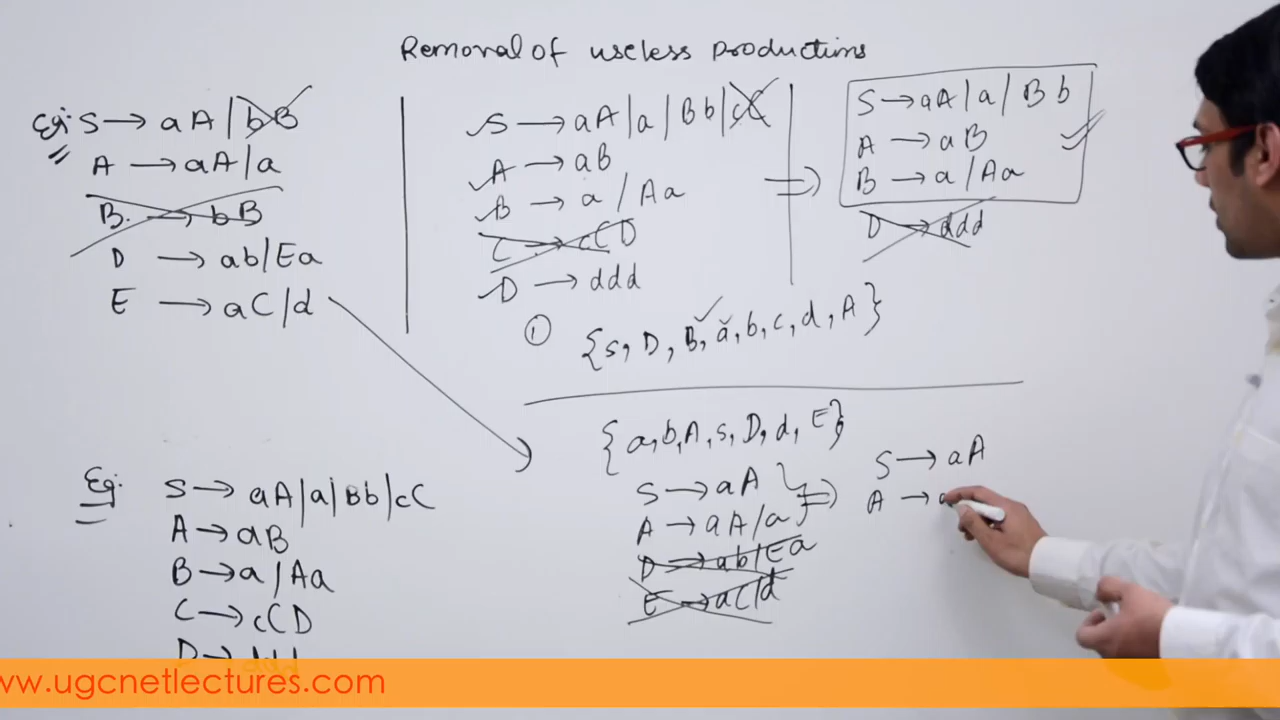 Removal of useless productions
Eg: S → aA | bB
A → aA | a
B. → bB
D → ab | Ea
E → aC | d
S → aA | a | Bb | cC
A → aB
B → a | Aa
C → cCD
D → ddd
① {S, D, B, a, b, c, d, A}
S → aA | a | Bb
A → aB
B → a | Aa
D → ddd
{a, b, A, S, D, d, E}
S → aA
A → aA / a
D → ab / Ea
E → aC / d
S → aA
A → a
Eg: S → aA | a | Bb | cC
A → aB
B → a / Aa
C → cCD
D → ddd
ww.ugcnetlectures.com